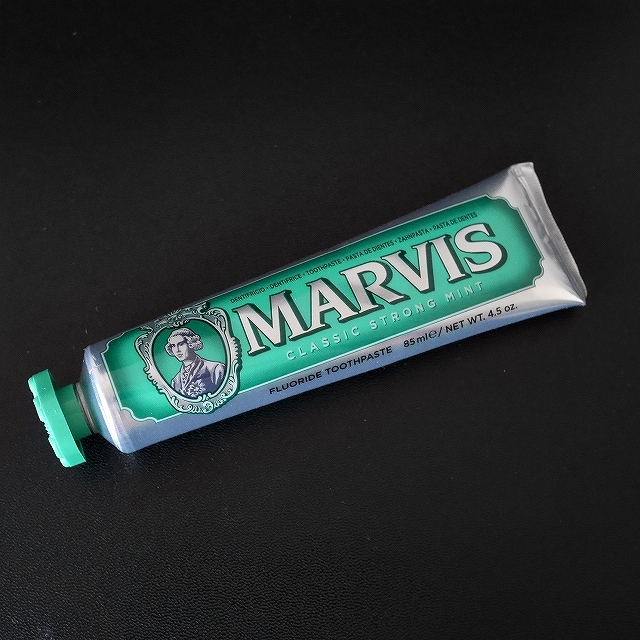 DENTIFRICIO • DENTIFRICE • TOOTHPASTE • PASTA DE DIENTES • ZAHNPASTA • PASTA DE DENTES
MARVIS
CLASSIC STRONG MINT
FLUORIDE TOOTHPASTE 85 ml ℮ / NET WT. 4.5 oz.